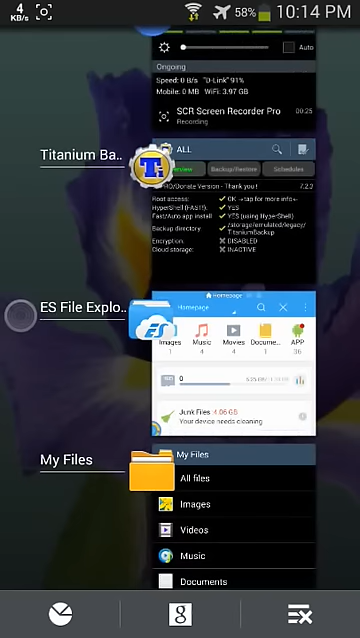 4
KB/s
58%
10:14 PM
Auto
Ongoing
Speed: 0 B/s "D-Link" 91%
Mobile: 0 MB WiFi: 3.97 GB
SCR Screen Recorder Pro
00:25
Recording
Titanium Ba..
ALL
Backup/Restore
Schedules
PRO/Donate Version - Thank you !
7.2.3
Root access: OK (tap for more info)
HyperShell (FAST!): YES
Fast/Auto app install YES (using HyperShell)
Backup directory /storage/emulated/legacy/
TitaniumBackup
Encryption: DISABLED
Cloud storage: INACTIVE
ES File Explo..
Homepage
Homepage
Images
Music
Movies
Docume..
APP
1
4
4
1
36
0
Junk Files 4.06 GB
Your device needs cleaning
My Files
My Files
All files
Images
Videos
Music
Documents